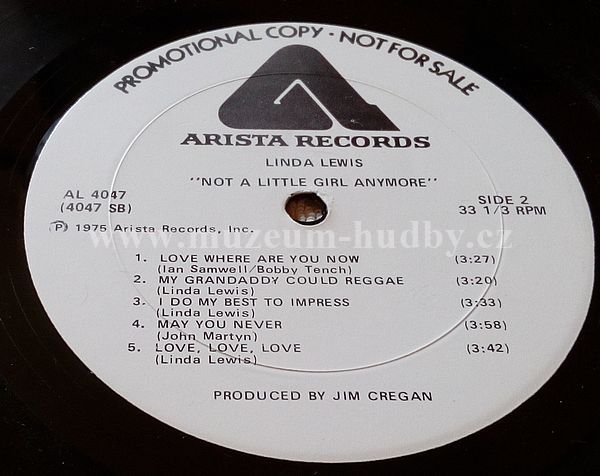 PROMOTIONAL COPY - NOT FOR SALE
ARISTA RECORDS
LINDA LEWIS
"NOT A LITTLE GIRL ANYMORE"
AL 4047
(4047 SB)
SIDE 2
33 1/3 RPM
Ⓟ 1975 Arista Records, Inc.
www.muzeum-hudby.cz
1. LOVE WHERE ARE YOU NOW (3:27)
(Ian Samwell/Bobby Tench)
2. MY GRANDADDY COULD REGGAE (3:20)
(Linda Lewis)
3. I DO MY BEST TO IMPRESS (3:33)
(Linda Lewis)
4. MAY YOU NEVER (3:58)
(John Martyn)
5. LOVE, LOVE, LOVE (3:42)
(Linda Lewis)
PRODUCED BY JIM CREGAN